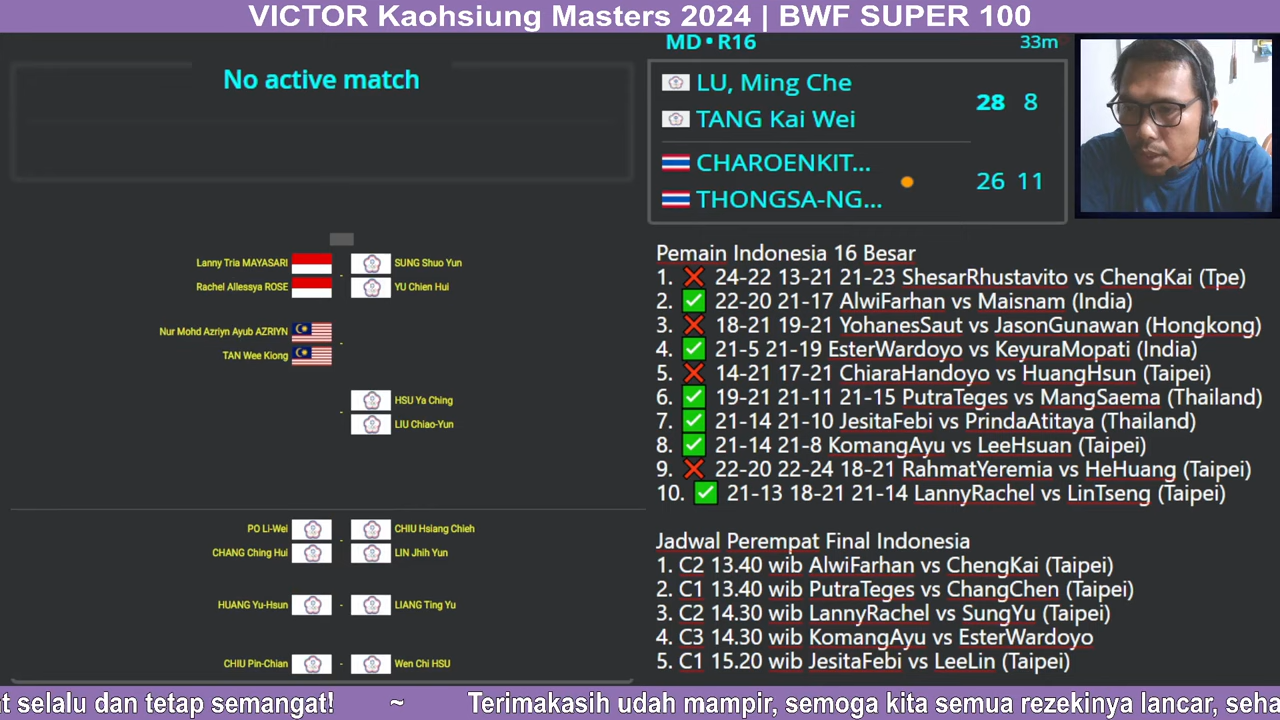 VICTOR Kaohsiung Masters 2024 | BWF SUPER 100
No active match
MD • R16
33m
LU, Ming Che
TANG Kai Wei
28 8
CHAROENKIT...
THONGSA-NG...
26 11
Lanny Tria MAYASARI - SUNG Shuo Yun
Rachel Allessya ROSE YU Chien Hui
Nur Mohd Azriyn Ayub AZRIYN -
TAN Wee Kiong
- HSU Ya Ching
LIU Chiao-Yun
PO Li-Wei - CHIU Hsiang Chieh
CHANG Ching Hui LIN Jhih Yun
HUANG Yu-Hsun - LIANG Ting Yu
CHIU Pin-Chian - Wen Chi HSU
Pemain Indonesia 16 Besar
1. ❌ 24-22 13-21 21-23 ShesarRhustavito vs ChengKai (Tpe)
2. ✅ 22-20 21-17 AlwiFarhan vs Maisnam (India)
3. ❌ 18-21 19-21 YohanesSaut vs JasonGunawan (Hongkong)
4. ✅ 21-5 21-19 EsterWardoyo vs KeyuraMopati (India)
5. ❌ 14-21 17-21 ChiaraHandoyo vs HuangHsun (Taipei)
6. ✅ 19-21 21-11 21-15 PutraTeges vs MangSaema (Thailand)
7. ✅ 21-14 21-10 JesitaFebi vs PrindaAtitaya (Thailand)
8. ✅ 21-14 21-8 KomangAyu vs LeeHsuan (Taipei)
9. ❌ 22-20 22-24 18-21 RahmatYeremia vs HeHuang (Taipei)
10. ✅ 21-13 18-21 21-14 LannyRachel vs LinTseng (Taipei)
Jadwal Perempat Final Indonesia
1. C2 13.40 wib AlwiFarhan vs ChengKai (Taipei)
2. C1 13.40 wib PutraTeges vs ChangChen (Taipei)
3. C2 14.30 wib LannyRachel vs SungYu (Taipei)
4. C3 14.30 wib KomangAyu vs EsterWardoyo
5. C1 15.20 wib JesitaFebi vs LeeLin (Taipei)
t selalu dan tetap semangat! ~ Terimakasih udah mampir, semoga kita semua rezekinya lancar, seha